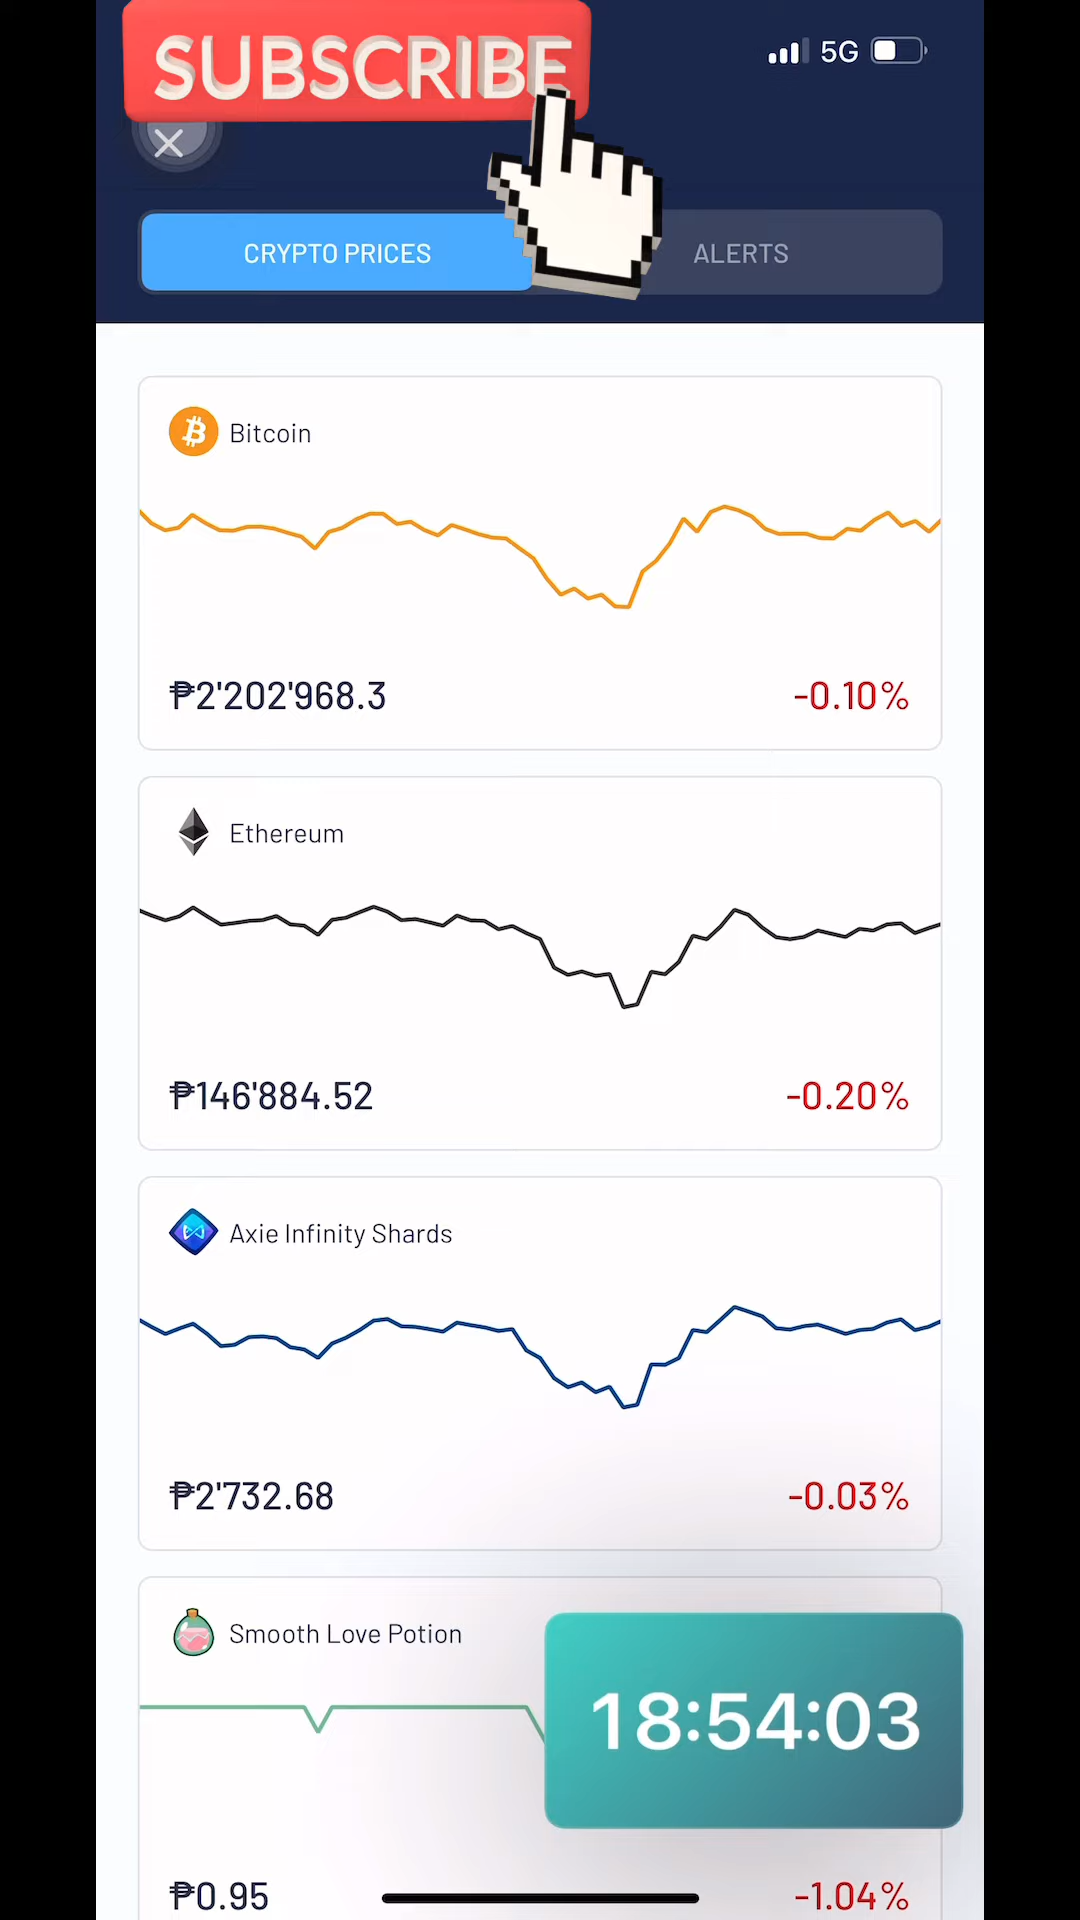 SUBSCRIBE
5G
CRYPTO PRICES
ALERTS
Bitcoin
₱2'202'968.3
-0.10%
Ethereum
₱146'884.52
-0.20%
Axie Infinity Shards
₱2'732.68
-0.03%
Smooth Love Potion
18:54:03
₱0.95
-1.04%